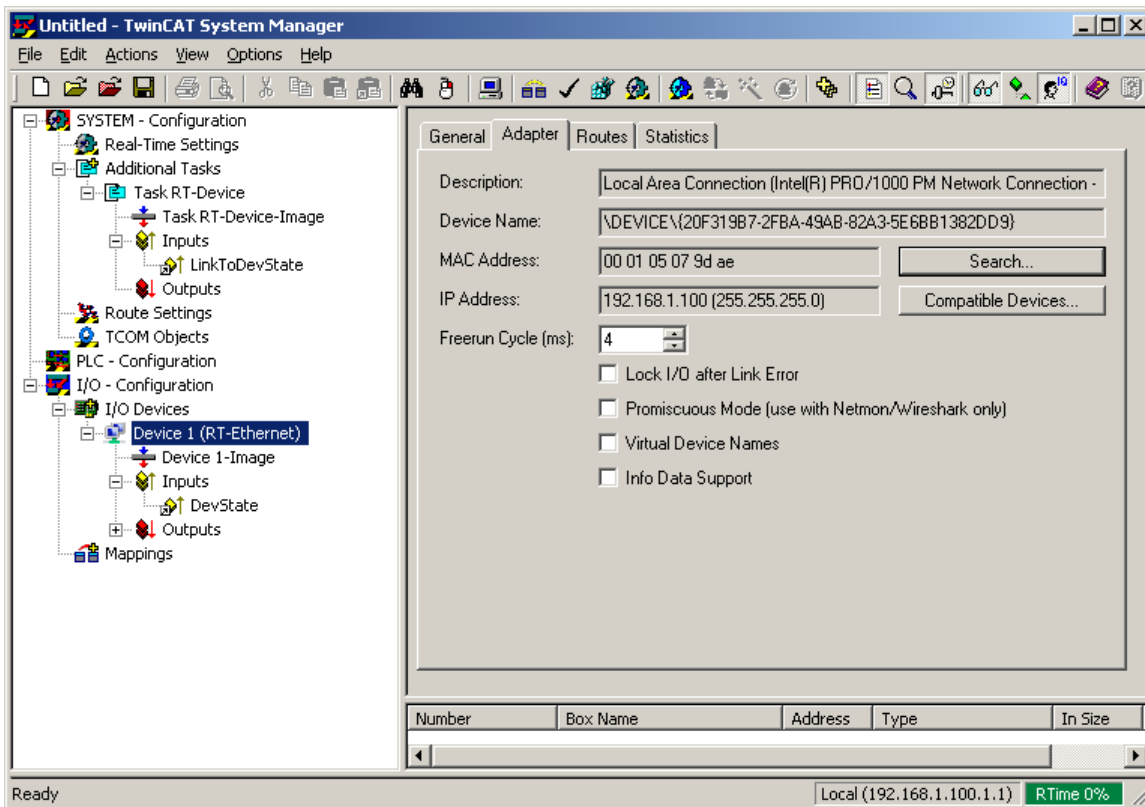 Untitled - TwinCAT System Manager
File Edit Actions View Options Help
SYSTEM - Configuration
Real-Time Settings
Additional Tasks
Task RT-Device
Task RT-Device-Image
Inputs
LinkToDevState
Outputs
Route Settings
TCOM Objects
PLC - Configuration
I/O - Configuration
I/O Devices
Device 1 (RT-Ethernet)
Device 1-Image
Inputs
DevState
Outputs
Mappings
General Adapter Routes Statistics
Description: Local Area Connection (Intel(R) PRO/1000 PM Network Connection -
Device Name: \DEVICE\{20F319B7-2FBA-49AB-82A3-5E6BB1382DD9}
MAC Address: 00 01 05 07 9d ae Search...
IP Address: 192.168.1.100 (255.255.255.0) Compatible Devices...
Freerun Cycle (ms): 4
Lock I/O after Link Error
Promiscuous Mode (use with Netmon/Wireshark only)
Virtual Device Names
Info Data Support
Number Box Name Address Type In Size
Ready Local (192.168.1.100.1.1) RTime 0%